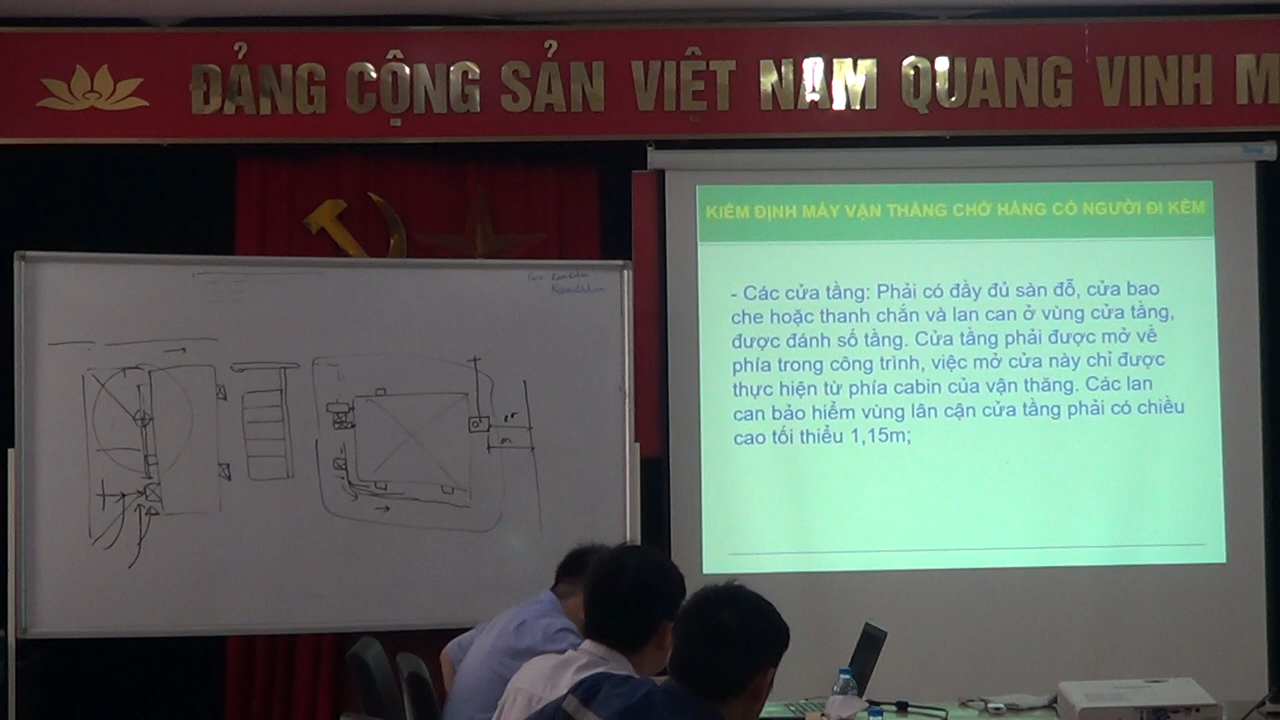 ĐẢNG CỘNG SẢN VIỆT NAM QUANG VINH M
KIỂM ĐỊNH MÁY VẬN THĂNG CHỞ HÀNG CÓ NGƯỜI ĐI KÈM
- Các cửa tầng: Phải có đầy đủ sàn đỗ, cửa bao
che hoặc thanh chắn và lan can ở vùng cửa tầng,
được đánh số tầng. Cửa tầng phải được mở về
phía trong công trình, việc mở cửa này chỉ được
thực hiện từ phía cabin của vận thăng. Các lan
can bảo hiểm vùng lân cận cửa tầng phải có chiều
cao tối thiểu 1,15m;